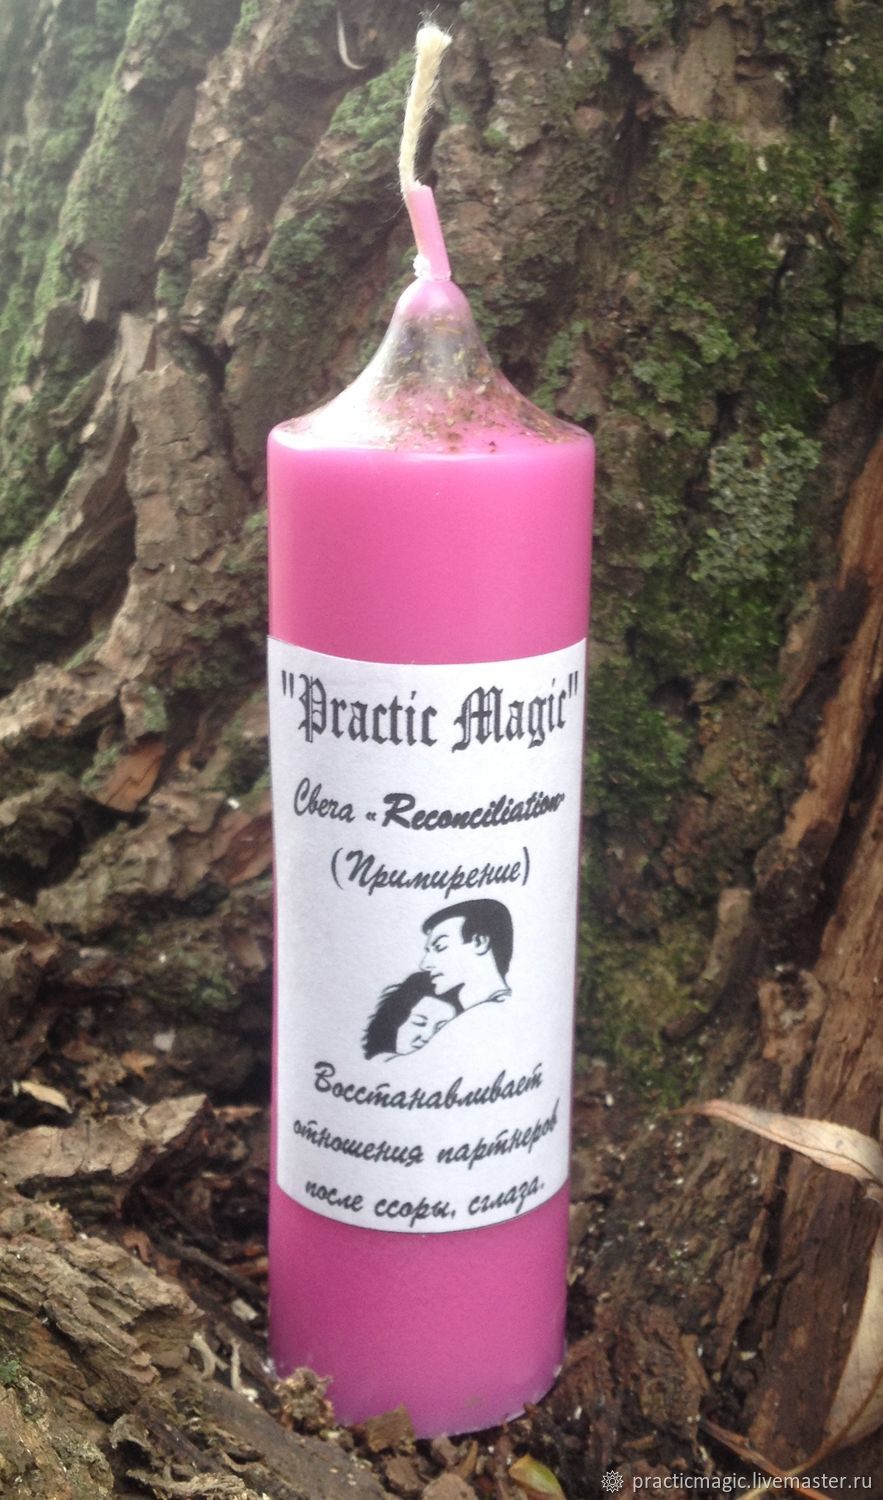 "Practic Magic"
Свеча «Reconciliation»
(Примирение)
Восстанавливает
отношения партнеров
после ссоры, сглаза.
practicmagic.livemaster.ru